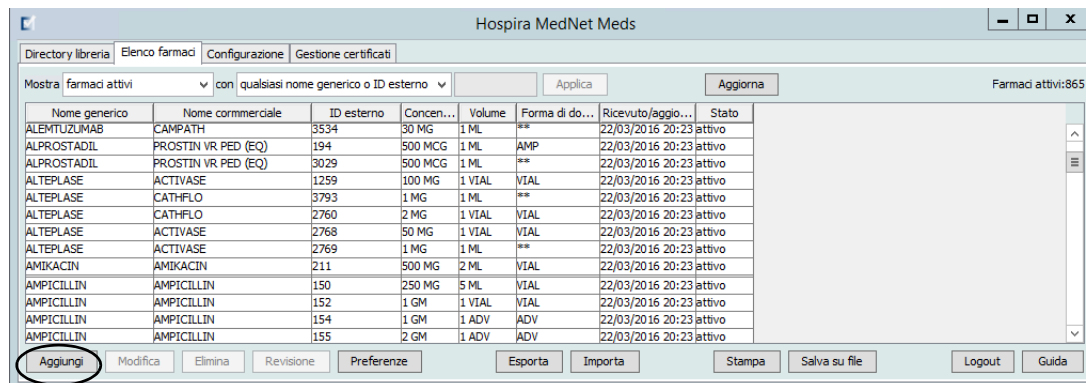 Hospira MedNet Meds
Directory libreria Elenco farmaci Configurazione Gestione certificati
Mostra farmaci attivi con qualsiasi nome generico o ID esterno Applica Aggiorna Farmaci attivi:865
Nome generico Nome commmerciale ID esterno Concen... Volume Forma di do... Ricevuto/aggio... Stato
ALEMTUZUMAB CAMPATH 3534 30 MG 1 ML ** 22/03/2016 20:23 attivo
ALPROSTADIL PROSTIN VR PED (EQ) 194 500 MCG 1 ML AMP 22/03/2016 20:23 attivo
ALPROSTADIL PROSTIN VR PED (EQ) 3029 500 MCG 1 ML ** 22/03/2016 20:23 attivo
ALTEPLASE ACTIVASE 1259 100 MG 1 VIAL VIAL 22/03/2016 20:23 attivo
ALTEPLASE CATHFLO 3793 1 MG 1 ML ** 22/03/2016 20:23 attivo
ALTEPLASE CATHFLO 2760 2 MG 1 VIAL VIAL 22/03/2016 20:23 attivo
ALTEPLASE ACTIVASE 2768 50 MG 1 VIAL VIAL 22/03/2016 20:23 attivo
ALTEPLASE ACTIVASE 2769 1 MG 1 ML ** 22/03/2016 20:23 attivo
AMIKACIN AMIKACIN 211 500 MG 2 ML VIAL 22/03/2016 20:23 attivo
AMPICILLIN AMPICILLIN 150 250 MG 5 ML VIAL 22/03/2016 20:23 attivo
AMPICILLIN AMPICILLIN 152 1 GM 1 VIAL VIAL 22/03/2016 20:23 attivo
AMPICILLIN AMPICILLIN 154 1 GM 1 ADV ADV 22/03/2016 20:23 attivo
AMPICILLIN AMPICILLIN 155 2 GM 1 ADV ADV 22/03/2016 20:23 attivo
Aggiungi Modifica Elimina Revisione Preferenze Esporta Importa Stampa Salva su file Logout Guida